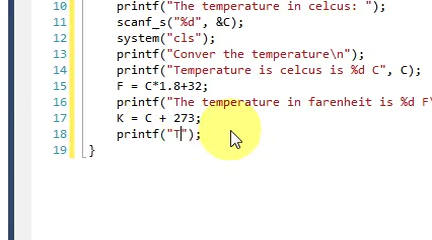 10 printf("The temperature in celcus: ");
11 scanf_s("%d", &C);
12 system("cls");
13 printf("Conver the temperature\n");
14 printf("Temperature is celcus is %d C", C);
15 F = C*1.8+32;
16 printf("The temperature in farenheit is %d F\
17 K = C + 273;
18 printf("T");
19 }